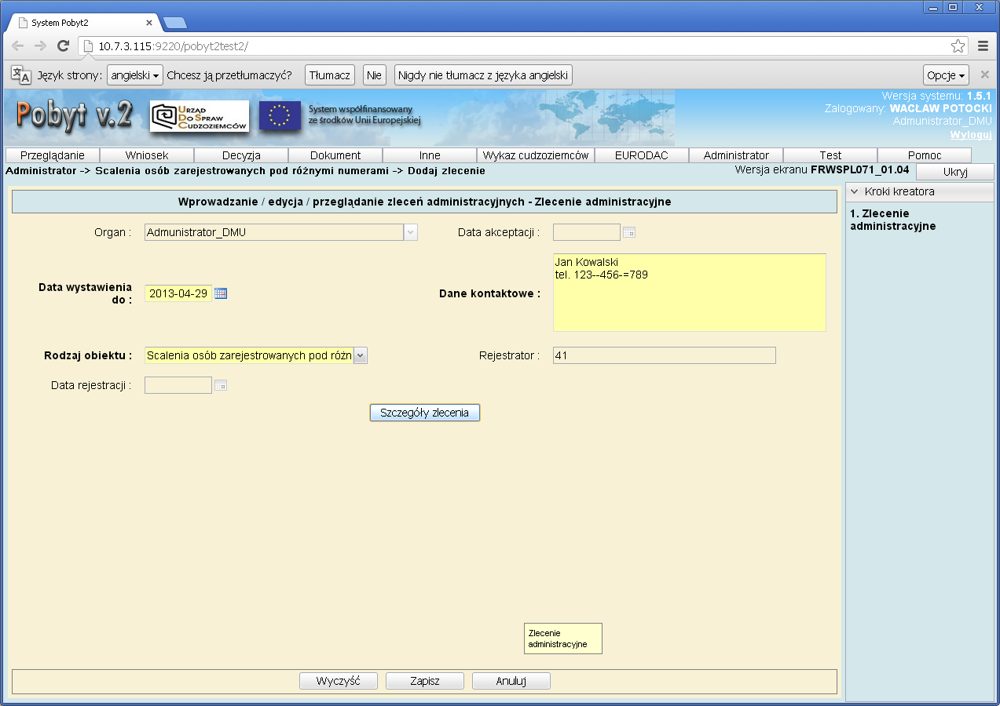 System Pobyt2
10.7.3.115:9220/pobyt2test2/
Język strony: angielski Chcesz ją przetłumaczyć? Tłumacz Nie Nigdy nie tłumacz z języka angielski Opcje
Pobyt v.2
URZĄD
DO SPRAW
CUDZOZIEMCÓW
System współfinansowany
ze środków Unii Europejskiej
Wersja systemu: 1.5.1
Zalogowany: WACŁAW POTOCKI
Admunistrator_DMU
Wyloguj
Przeglądanie Wniosek Decyzja Dokument Inne Wykaz cudzoziemców EURODAC Administrator Test Pomoc
Administrator -> Scalenia osób zarejestrowanych pod różnymi numerami -> Dodaj zlecenie Wersja ekranu FRWSPL071_01.04 Ukryj
Kroki kreatora
1. Zlecenie
administracyjne
Wprowadzanie / edycja / przeglądanie zleceń administracyjnych - Zlecenie administracyjne
Organ : Admunistrator_DMU Data akceptacji :
Data wystawienia
do : 2013-04-29
Dane kontaktowe :
Jan Kowalski
tel. 123--456-=789
Rodzaj obiektu : Scalenia osób zarejestrowanych pod różn Rejestrator : 41
Data rejestracji :
Szczegóły zlecenia
Zlecenie
administracyjne
Wyczyść Zapisz Anuluj